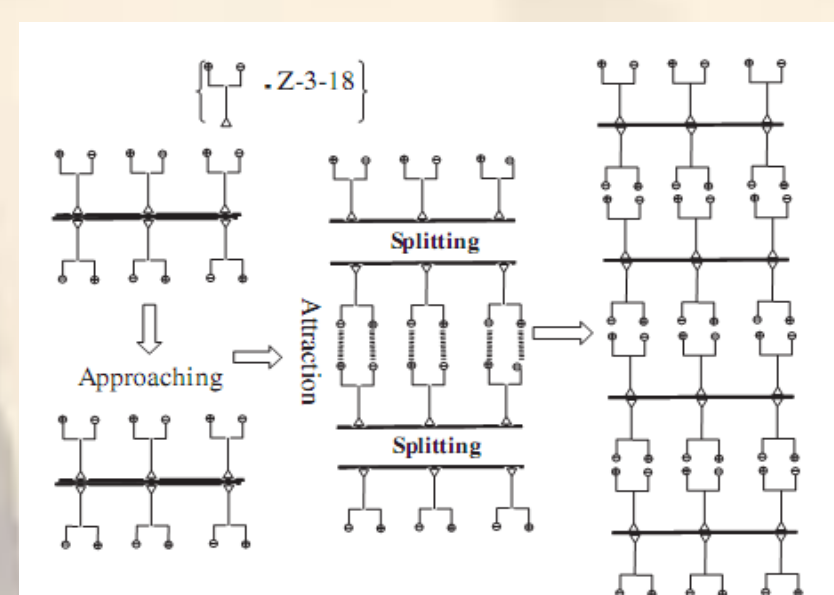 . Z-3-18
Splitting
Attraction
Approaching
Splitting